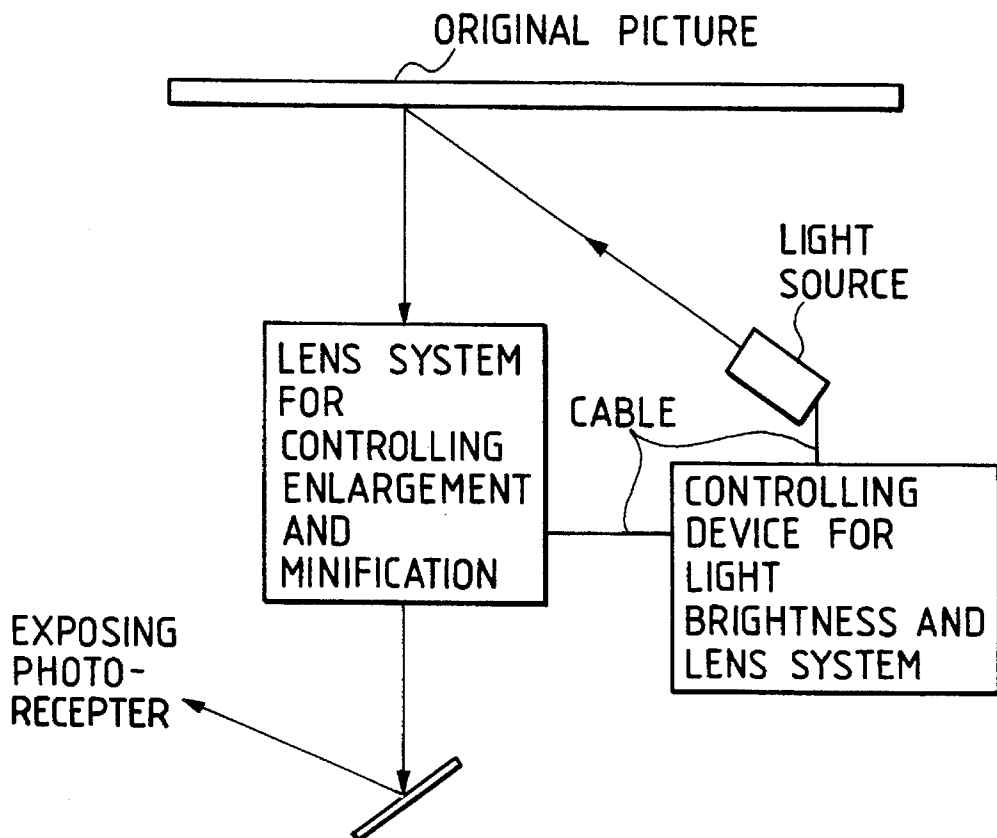 ORIGINAL PICTURE
LIGHT
SOURCE
LENS SYSTEM
FOR
CONTROLLING
ENLARGEMENT
AND
MINIFICATION
CABLE
CONTROLLING
DEVICE FOR
LIGHT
BRIGHTNESS AND
LENS SYSTEM
EXPOSING
PHOTO-
RECEPTER